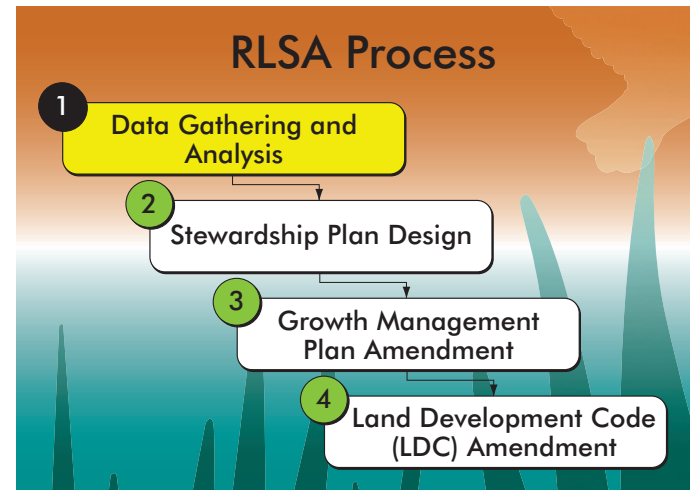 RLSA Process
1
Data Gathering and
Analysis
2
Stewardship Plan Design
3
Growth Management
Plan Amendment
4
Land Development Code
(LDC) Amendment